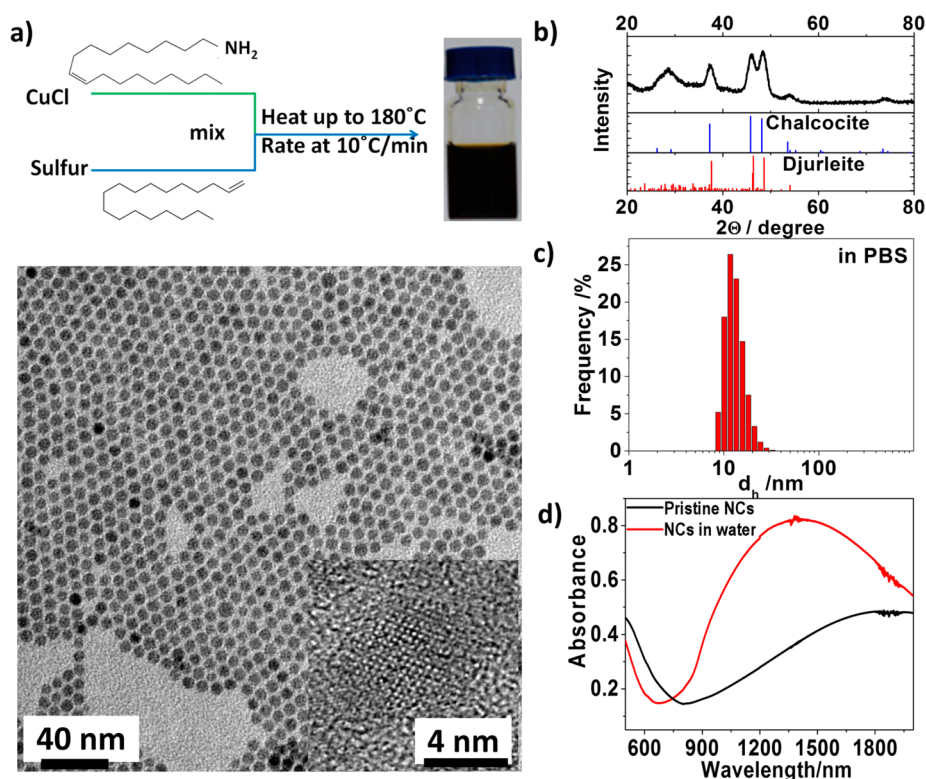 a)
NH2
CuCl
mix
Sulfur
Heat up to 180˚C
Rate at 10˚C/min
40 nm
4 nm
b)
20 40 60 80
Intensity
Chalcocite
Djurleite
20 40 60 80
2Θ / degree
c)
in PBS
Frequency /%
25
20
15
10
5
0
1 10 100
dh /nm
d)
Pristine NCs
NCs in water
Absorbance
0.8
0.6
0.4
0.2
600 900 1200 1500 1800
Wavelength/nm